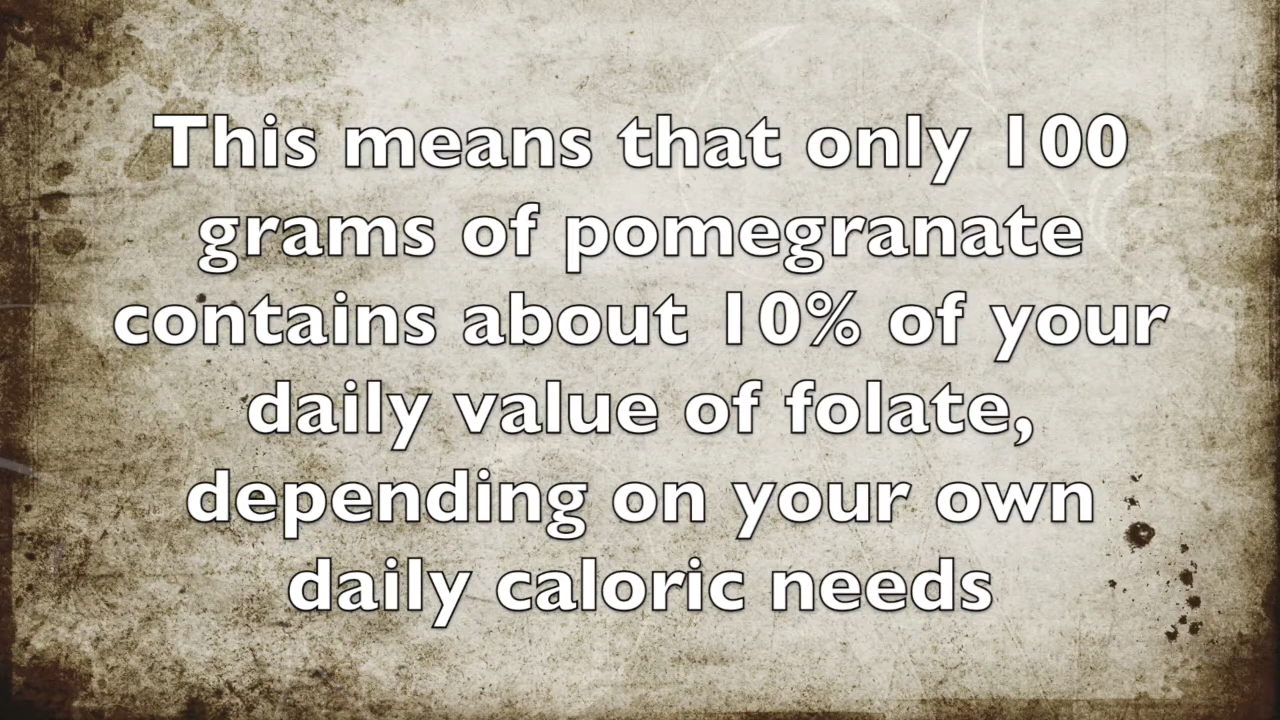 This means that only 100
grams of pomegranate
contains about 10% of your
daily value of folate,
depending on your own
daily caloric needs